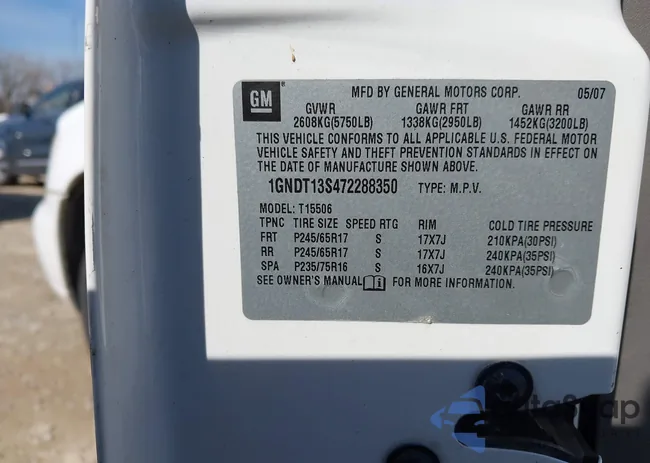 GM
MFD BY GENERAL MOTORS CORP. 05/07
GVWR GAWR FRT GAWR RR
2608KG(5750LB) 1338KG(2950LB) 1452KG(3200LB)
THIS VEHICLE CONFORMS TO ALL APPLICABLE U.S. FEDERAL MOTOR
VEHICLE SAFETY AND THEFT PREVENTION STANDARDS IN EFFECT ON
THE DATE OF MANUFACTURE SHOWN ABOVE.
1GNDT13S472288350 TYPE: M.P.V.
MODEL: T15506
TPNC TIRE SIZE SPEED RTG RIM COLD TIRE PRESSURE
FRT P245/65R17 S 17X7J 210KPA(30PSI)
RR P245/65R17 S 17X7J 240KPA(35PSI)
SPA P235/75R16 S 16X7J 240KPA(35PSI)
SEE OWNER'S MANUAL FOR MORE INFORMATION.